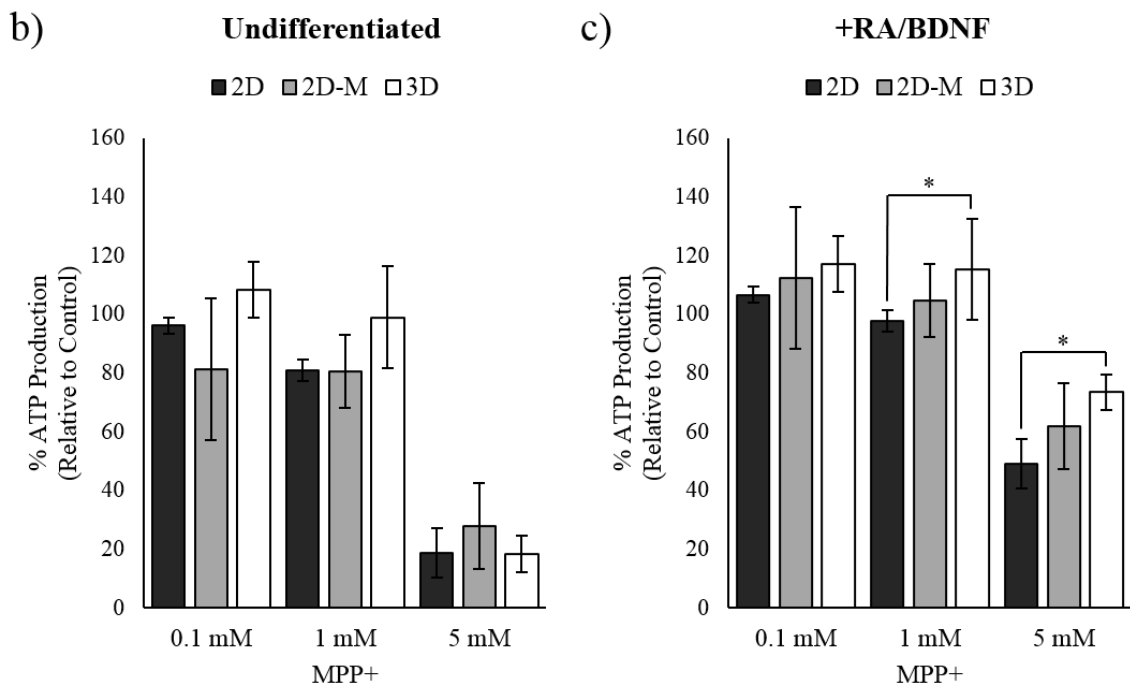 b)
Undifferentiated
2D 2D-M 3D
% ATP Production
(Relative to Control)
160
140
120
100
80
60
40
20
0
0.1 mM 1 mM 5 mM
MPP+
c)
+RA/BDNF
2D 2D-M 3D
% ATP Production
(Relative to Control)
160
140
120
100
80
60
40
20
0
*
*
0.1 mM 1 mM 5 mM
MPP+